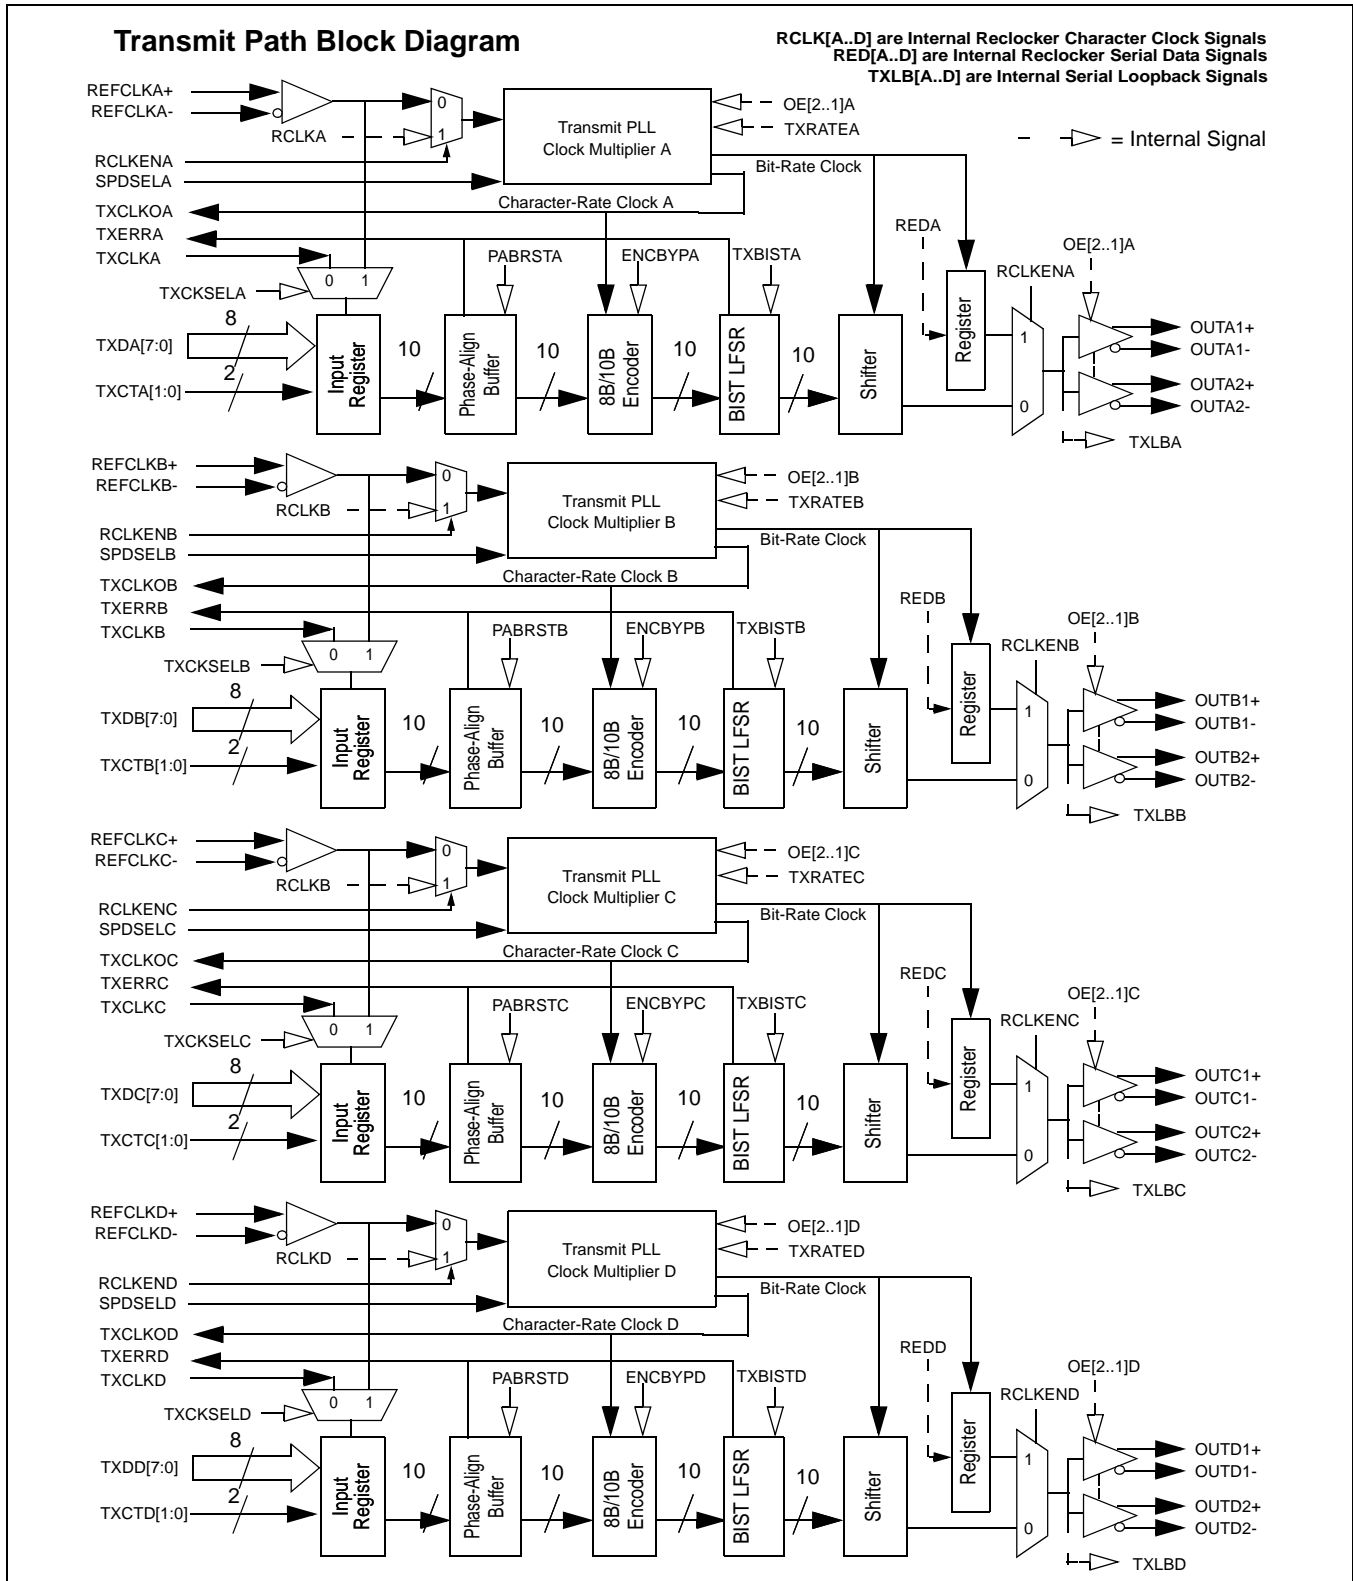 Transmit Path Block Diagram
RCLK[A..D] are Internal Reclocker Character Clock Signals
RED[A..D] are Internal Reclocker Serial Data Signals
TXLB[A..D] are Internal Serial Loopback Signals
= Internal Signal
REFCLKA+
REFCLKA-
RCLKA
0
1
Transmit PLL
Clock Multiplier A
OE[2..1]A
TXRATEA
RCLKENA
SPDSELA
Bit-Rate Clock
TXCLKOA
Character-Rate Clock A
TXERRA
TXCLKA
0 1
TXCKSELA
PABRSTA
ENCBYPA
TXBISTA
REDA
RCLKENA
OE[2..1]A
TXDA[7:0]
8
TXCTA[1:0]
2
Input
Register
10
Phase-Align
Buffer
10
8B/10B
Encoder
10
BIST LFSR
10
Shifter
Register
1
0
OUTA1+
OUTA1-
OUTA2+
OUTA2-
TXLBA
REFCLKB+
REFCLKB-
RCLKB
0
1
Transmit PLL
Clock Multiplier B
OE[2..1]B
TXRATEB
RCLKENB
SPDSELB
Bit-Rate Clock
TXCLKOB
Character-Rate Clock B
TXERRB
TXCLKB
0 1
TXCKSELB
PABRSTB
ENCBYPB
TXBISTB
REDB
RCLKENB
OE[2..1]B
TXDB[7:0]
8
TXCTB[1:0]
2
Input
Register
10
Phase-Align
Buffer
10
8B/10B
Encoder
10
BIST LFSR
10
Shifter
Register
1
0
OUTB1+
OUTB1-
OUTB2+
OUTB2-
TXLBB
REFCLKC+
REFCLKC-
RCLKB
0
1
Transmit PLL
Clock Multiplier C
OE[2..1]C
TXRATEC
RCLKENC
SPDSELC
Bit-Rate Clock
TXCLKOC
Character-Rate Clock C
TXERRC
TXCLKC
0 1
TXCKSELC
PABRSTC
ENCBYPC
TXBISTC
REDC
RCLKENC
OE[2..1]C
TXDC[7:0]
8
TXCTC[1:0]
2
Input
Register
10
Phase-Align
Buffer
10
8B/10B
Encoder
10
BIST LFSR
10
Shifter
Register
1
0
OUTC1+
OUTC1-
OUTC2+
OUTC2-
TXLBC
REFCLKD+
REFCLKD-
RCLKD
0
1
Transmit PLL
Clock Multiplier D
OE[2..1]D
TXRATED
RCLKEND
SPDSELD
Bit-Rate Clock
TXCLKOD
Character-Rate Clock D
TXERRD
TXCLKD
0 1
TXCKSELD
PABRSTD
ENCBYPD
TXBISTD
REDD
RCLKEND
OE[2..1]D
TXDD[7:0]
8
TXCTD[1:0]
2
Input
Register
10
Phase-Align
Buffer
10
8B/10B
Encoder
10
BIST LFSR
10
Shifter
Register
1
0
OUTD1+
OUTD1-
OUTD2+
OUTD2-
TXLBD